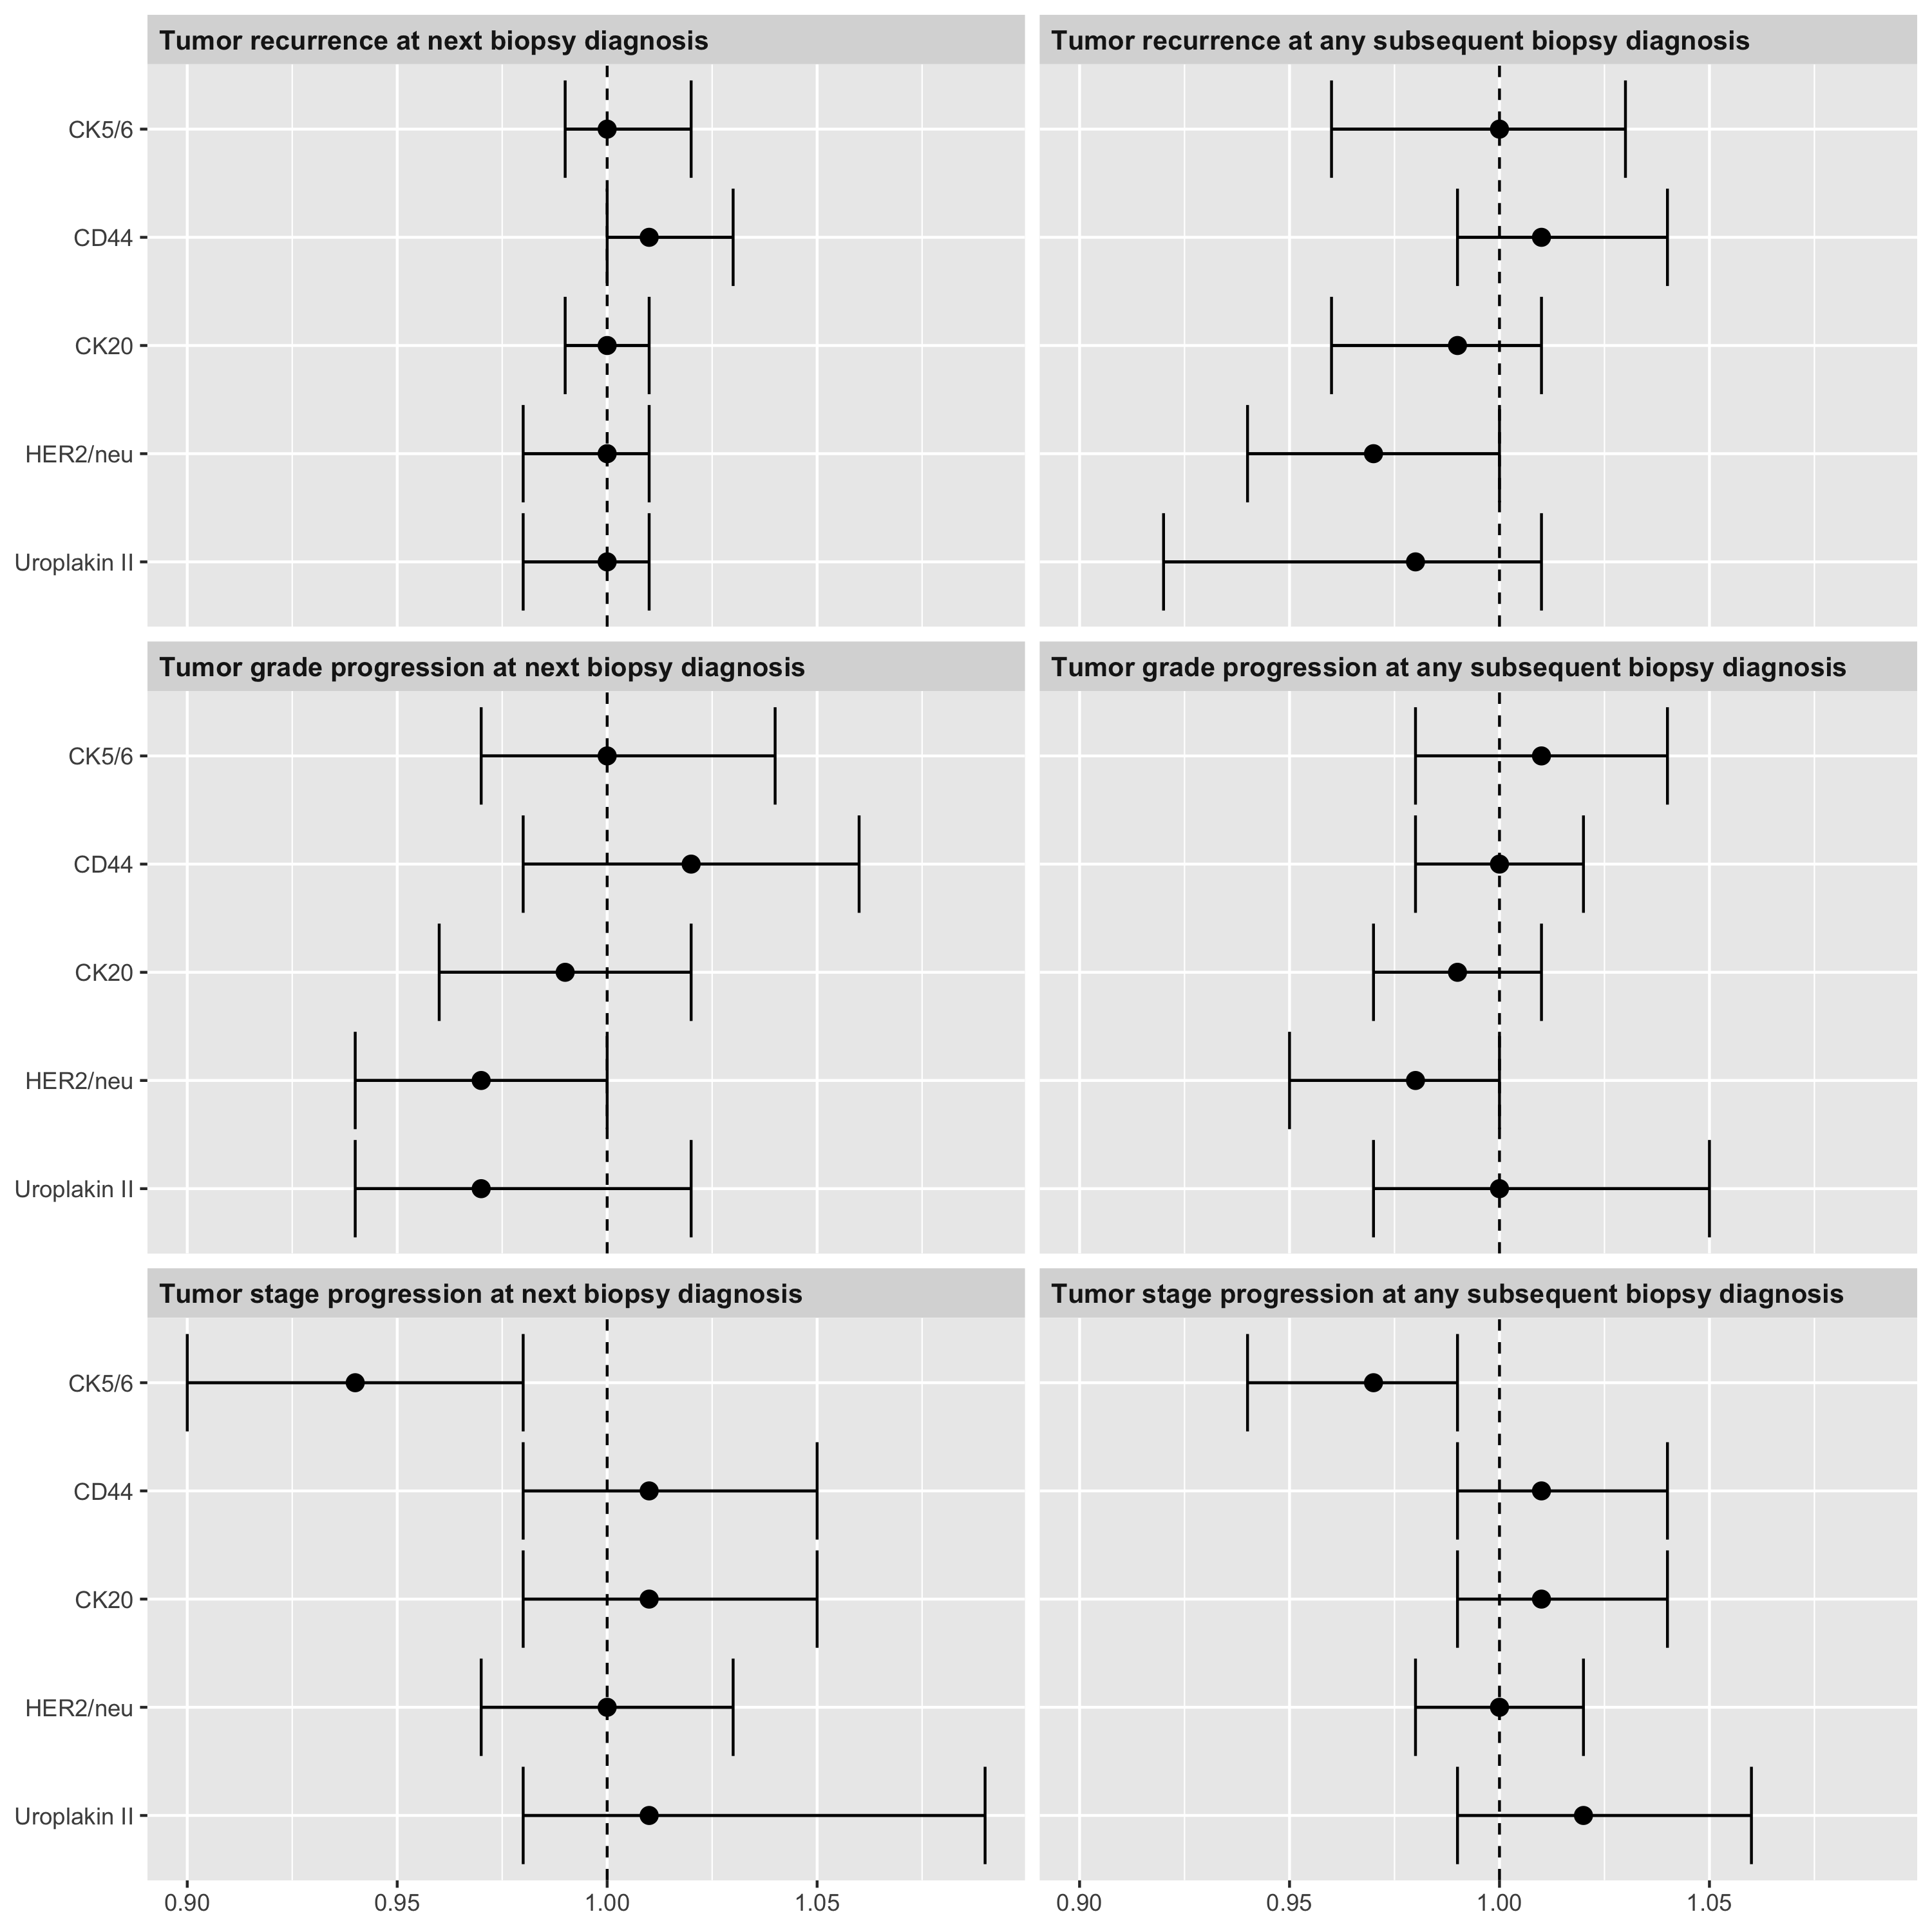 Tumor recurrence at next biopsy diagnosis
Tumor recurrence at any subsequent biopsy diagnosis
CK5/6
CD44
CK20
HER2/neu
Uroplakin II
Tumor grade progression at next biopsy diagnosis
Tumor grade progression at any subsequent biopsy diagnosis
CK5/6
CD44
CK20
HER2/neu
Uroplakin II
Tumor stage progression at next biopsy diagnosis
Tumor stage progression at any subsequent biopsy diagnosis
CK5/6
CD44
CK20
HER2/neu
Uroplakin II
0.90 0.95 1.00 1.05
0.90 0.95 1.00 1.05